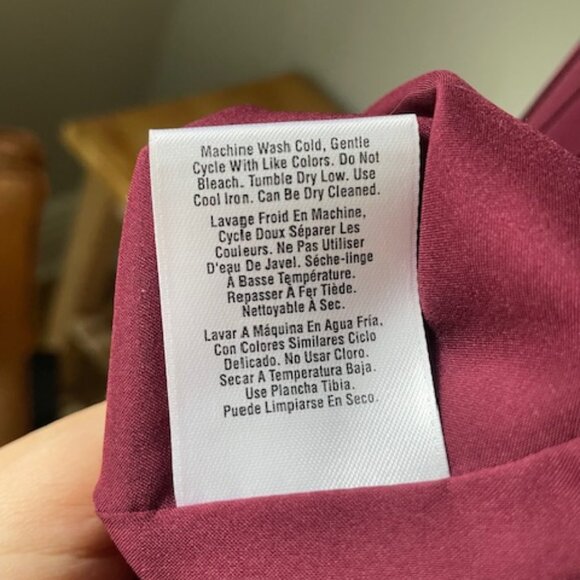 Machine Wash Cold, Gentle
Cycle With Like Colors. Do Not
Bleach. Tumble Dry Low. Use
Cool Iron. Can Be Dry Cleaned.
Lavage Froid En Machine,
Cycle Doux Séparer Les
Couleurs. Ne Pas Utiliser
D'eau De Javel. Séche-linge
À Basse Température.
Repasser À Fer Tiède.
Nettoyable À Sec.
Lavar A Máquina En Agua Fría,
Con Colores Similares Ciclo
Delicado. No Usar Cloro.
Secar A Temperatura Baja.
Use Plancha Tibia.
Puede Limpiarse En Seco.